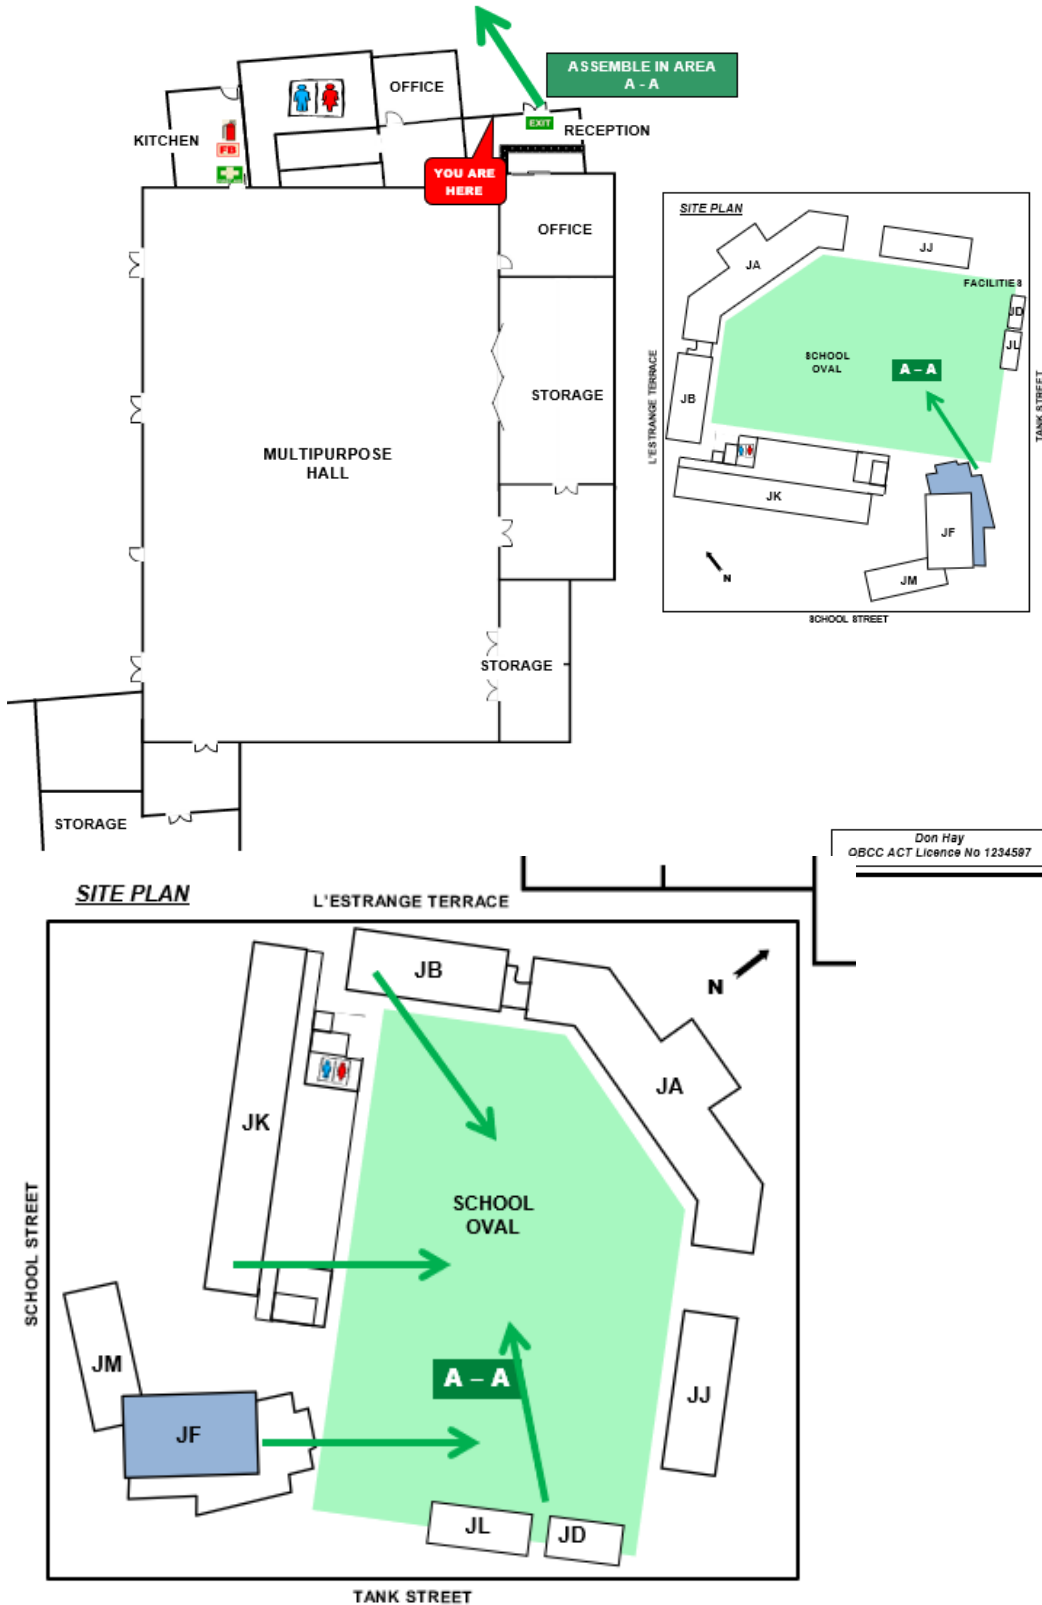 ASSEMBLE IN AREA
A - A
OFFICE
EXIT
RECEPTION
KITCHEN
FB
YOU ARE
HERE
OFFICE
STORAGE
MULTIPURPOSE
HALL
STORAGE
STORAGE
SITE PLAN
JJ
JA
FACILITIES
JD
JL
SCHOOL
OVAL
A – A
L'ESTRANGE TERRACE
TANK STREET
JB
JK
JF
JM
N
SCHOOL STREET
Don Hay
QBCC ACT Licence No 1234597
SITE PLAN
L'ESTRANGE TERRACE
JB
N
JA
JK
SCHOOL
OVAL
SCHOOL STREET
JM
A – A
JJ
JF
JL
JD
TANK STREET